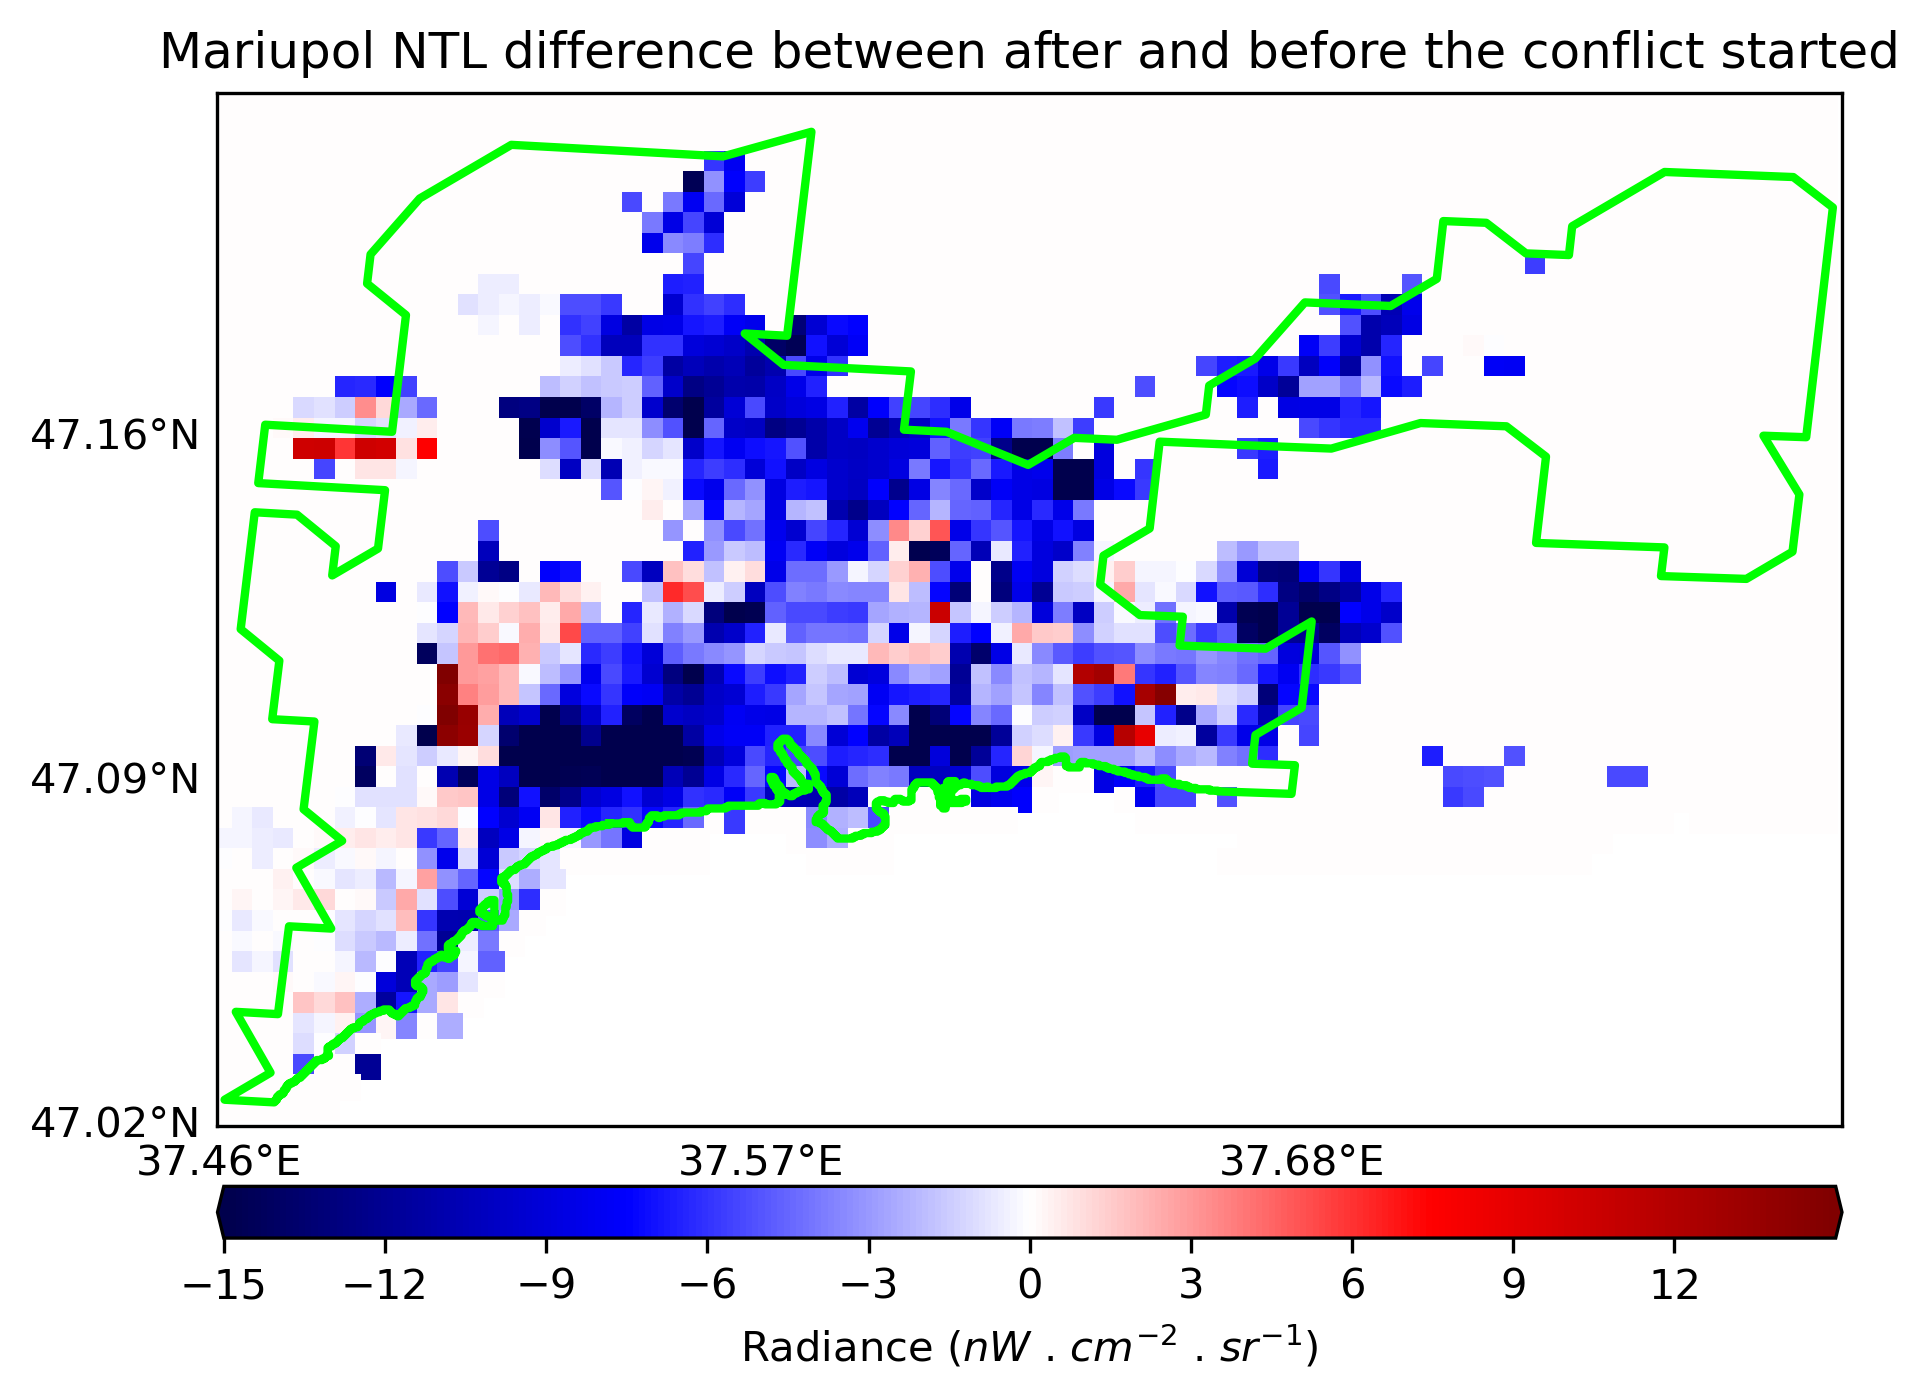 Mariupol NTL difference between after and before the conflict started
47.16°N
47.09°N
47.02°N
37.46°E 37.57°E 37.68°E
−15 −12 −9 −6 −3 0 3 6 9 12
Radiance (nW . cm⁻² . sr⁻¹)